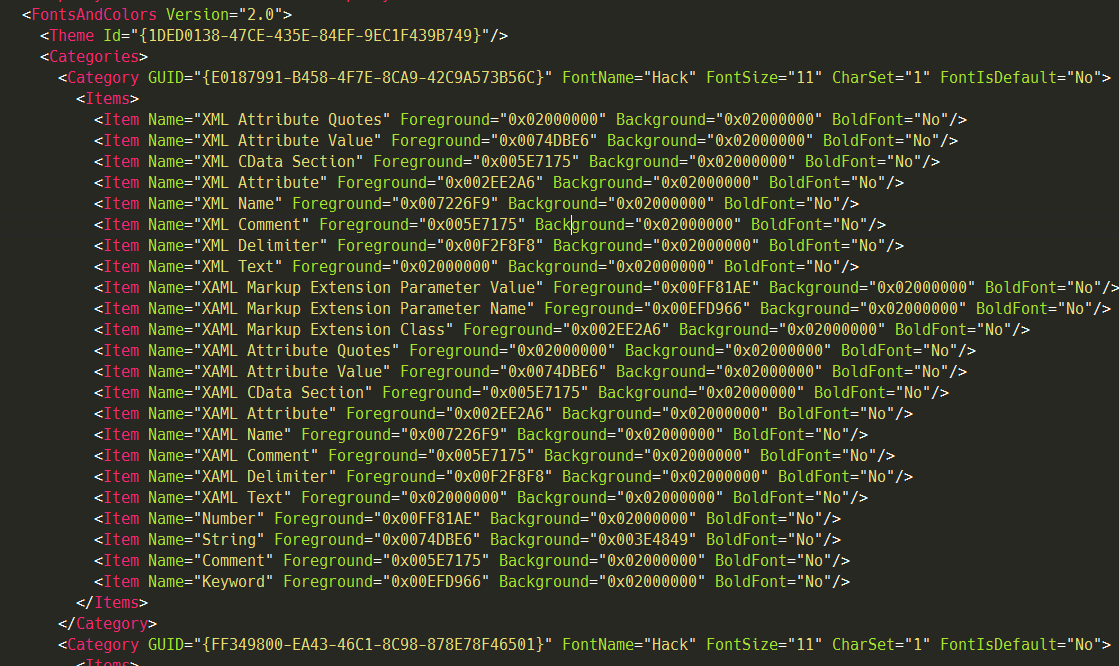 <FontsAndColors Version="2.0">
<Theme Id="{1DED0138-47CE-435E-84EF-9EC1F439B749}"/>
<Categories>
<Category GUID="{E0187991-B458-4F7E-8CA9-42C9A573B56C}" FontName="Hack" FontSize="11" CharSet="1" FontIsDefault="No">
<Items>
<Item Name="XML Attribute Quotes" Foreground="0x02000000" Background="0x02000000" BoldFont="No"/>
<Item Name="XML Attribute Value" Foreground="0x0074DBE6" Background="0x02000000" BoldFont="No"/>
<Item Name="XML CData Section" Foreground="0x005E7175" Background="0x02000000" BoldFont="No"/>
<Item Name="XML Attribute" Foreground="0x002EE2A6" Background="0x02000000" BoldFont="No"/>
<Item Name="XML Name" Foreground="0x007226F9" Background="0x02000000" BoldFont="No"/>
<Item Name="XML Comment" Foreground="0x005E7175" Background="0x02000000" BoldFont="No"/>
<Item Name="XML Delimiter" Foreground="0x00F2F8F8" Background="0x02000000" BoldFont="No"/>
<Item Name="XML Text" Foreground="0x02000000" Background="0x02000000" BoldFont="No"/>
<Item Name="XAML Markup Extension Parameter Value" Foreground="0x00FF81AE" Background="0x02000000" BoldFont="No"/>
<Item Name="XAML Markup Extension Parameter Name" Foreground="0x00EFD966" Background="0x02000000" BoldFont="No"/>
<Item Name="XAML Markup Extension Class" Foreground="0x002EE2A6" Background="0x02000000" BoldFont="No"/>
<Item Name="XAML Attribute Quotes" Foreground="0x02000000" Background="0x02000000" BoldFont="No"/>
<Item Name="XAML Attribute Value" Foreground="0x0074DBE6" Background="0x02000000" BoldFont="No"/>
<Item Name="XAML CData Section" Foreground="0x005E7175" Background="0x02000000" BoldFont="No"/>
<Item Name="XAML Attribute" Foreground="0x002EE2A6" Background="0x02000000" BoldFont="No"/>
<Item Name="XAML Name" Foreground="0x007226F9" Background="0x02000000" BoldFont="No"/>
<Item Name="XAML Comment" Foreground="0x005E7175" Background="0x02000000" BoldFont="No"/>
<Item Name="XAML Delimiter" Foreground="0x00F2F8F8" Background="0x02000000" BoldFont="No"/>
<Item Name="XAML Text" Foreground="0x02000000" Background="0x02000000" BoldFont="No"/>
<Item Name="Number" Foreground="0x00FF81AE" Background="0x02000000" BoldFont="No"/>
<Item Name="String" Foreground="0x0074DBE6" Background="0x003E4849" BoldFont="No"/>
<Item Name="Comment" Foreground="0x005E7175" Background="0x02000000" BoldFont="No"/>
<Item Name="Keyword" Foreground="0x00EFD966" Background="0x02000000" BoldFont="No"/>
</Items>
</Category>
<Category GUID="{FF349800-EA43-46C1-8C98-878E78F46501}" FontName="Hack" FontSize="11" CharSet="1" FontIsDefault="No">
<Items>